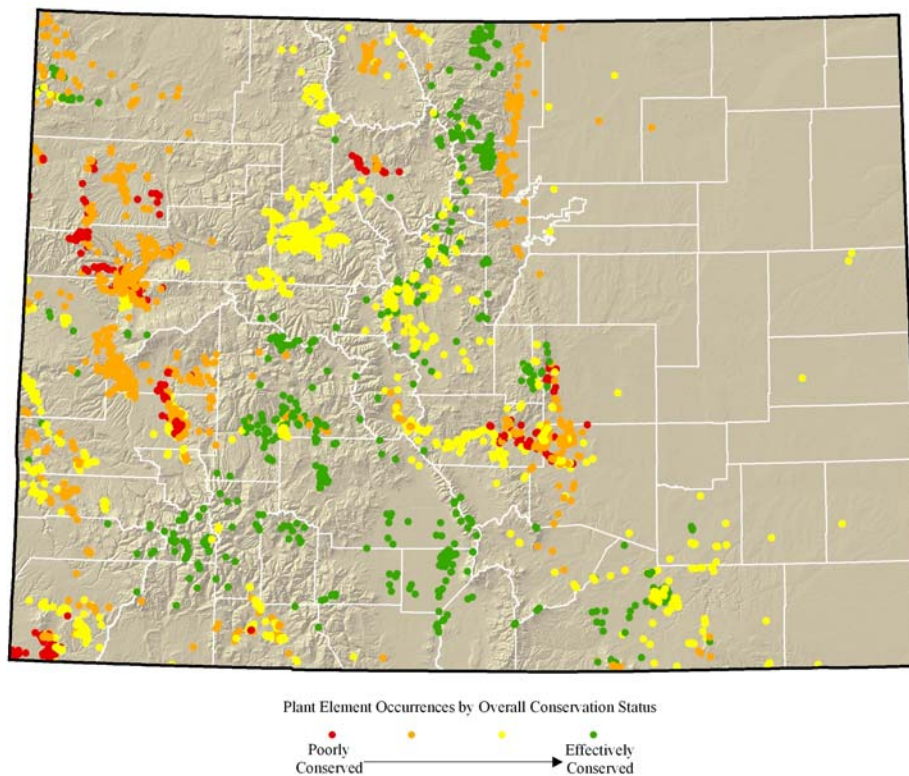 Plant Element Occurrences by Overall Conservation Status
Poorly Conserved
Effectively Conserved